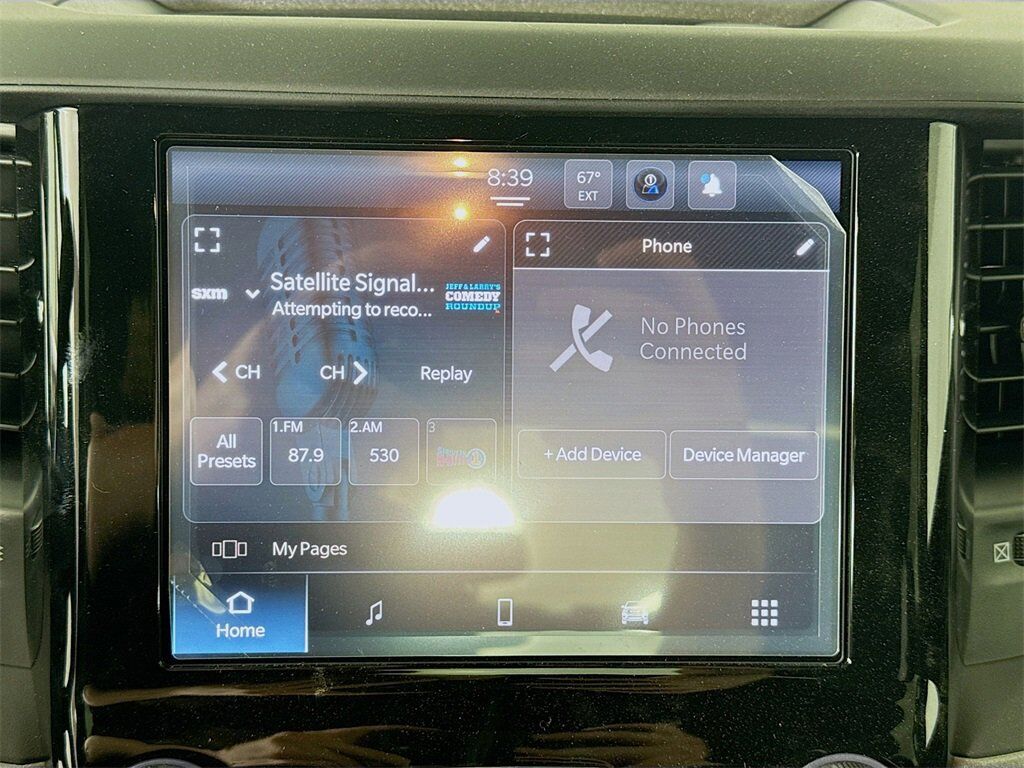 8:39
67°
EXT
sxm
Satellite Signal...
Attempting to reco...
JEFF & LARRY'S
COMEDY
ROUNDUP
CH
CH
Replay
All
Presets
1.FM
87.9
2.AM
530
3
Phone
No Phones
Connected
+Add Device
Device Manager
My Pages
Home